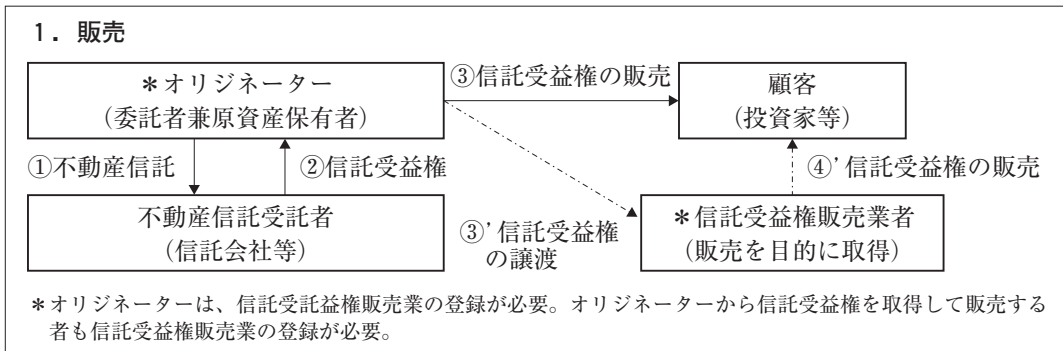 1．販売
＊オリジネーター
（委託者兼原資産保有者）
③信託受益権の販売
顧客
（投資家等）
①不動産信託
②信託受益権
④’信託受益権の販売
不動産信託受託者
（信託会社等）
③’信託受益権
の譲渡
＊信託受益権販売業者
（販売を目的に取得）
＊オリジネーターは、信託受託益権販売業の登録が必要。オリジネーターから信託受益権を取得して販売する
者も信託受益権販売業の登録が必要。